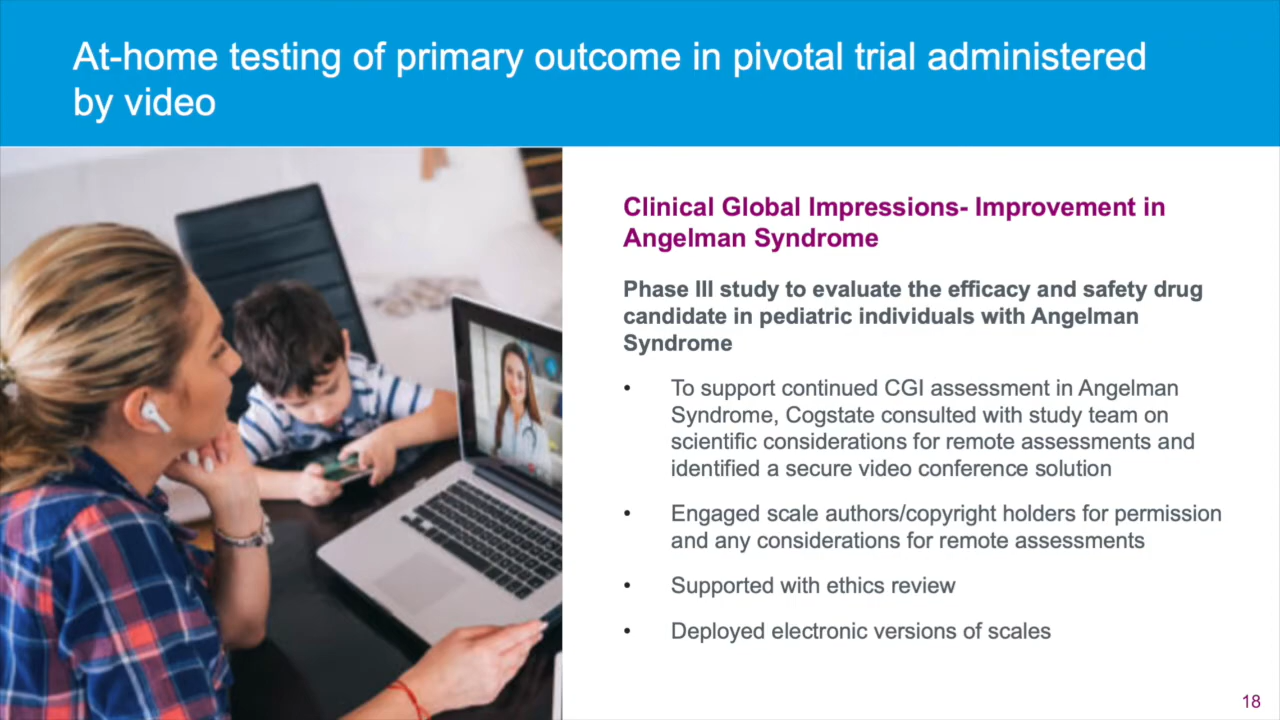 At-home testing of primary outcome in pivotal trial administered
by video
Clinical Global Impressions- Improvement in
Angelman Syndrome
Phase III study to evaluate the efficacy and safety drug
candidate in pediatric individuals with Angelman
Syndrome
• To support continued CGI assessment in Angelman
Syndrome, Cogstate consulted with study team on
scientific considerations for remote assessments and
identified a secure video conference solution
• Engaged scale authors/copyright holders for permission
and any considerations for remote assessments
• Supported with ethics review
• Deployed electronic versions of scales
18